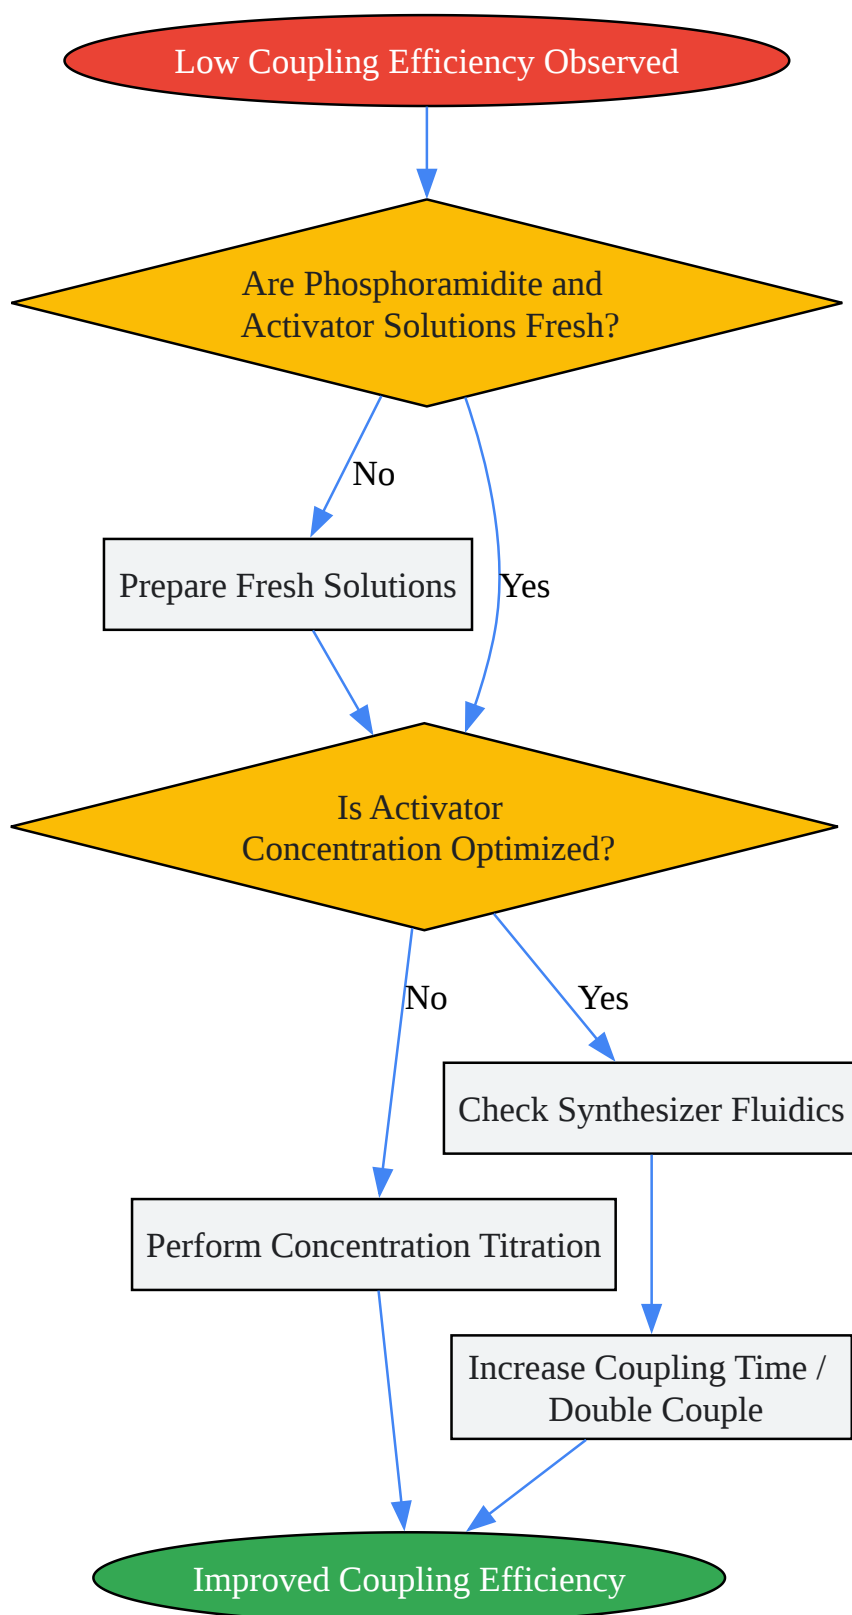 Low Coupling Efficiency Observed
Are Phosphoramidite and
Activator Solutions Fresh?
No
Prepare Fresh Solutions
Yes
Is Activator
Concentration Optimized?
No
Yes
Check Synthesizer Fluidics
Perform Concentration Titration
Increase Coupling Time /
Double Couple
Improved Coupling Efficiency